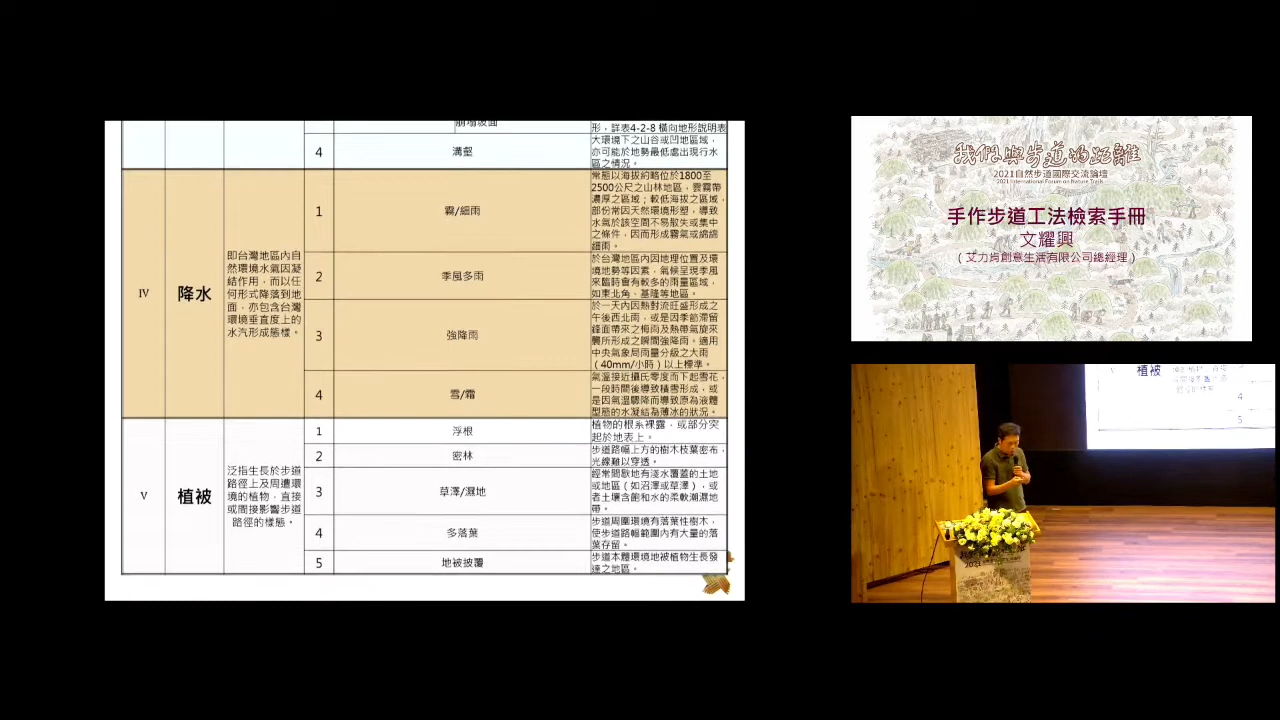 崩塌坡面
形，詳表4-2-8 橫向地形說明表
4
溝壑
大環境下之山谷或凹地區域，
亦可能於地勢最低處出現行水
區之情況。
IV
降水
即台灣地區內自
然環境水氣因凝
結作用，而以任
何形式降落到地
面，亦包含台灣
環境垂直度上的
水汽形成態樣。
1
霧/細雨
常態以海拔約略位於1800至
2500公尺之山林地區，雲霧帶
濃厚之區域；較低海拔之區域，
部份常因天然環境形塑，導致
水氣於該空間不易散失或集中
之條件，因而形成霧氣或綿綿
細雨。
2
季風多雨
於台灣地區內因地理位置及環
境地勢等因素，氣候呈現季風
來臨時會有較多的雨量區域，
如東北角、基隆等地區。
3
強降雨
於一天內因熱對流旺盛形成之
午後西北雨，或是因季節滯留
鋒面帶來之梅雨及熱帶氣旋來
襲所形成之瞬間強降雨。適用
中央氣象局雨量分級之大雨
（40mm/小時）以上標準。
4
雪/霜
氣溫接近攝氏零度而下起雪花，
一段時間後導致積雪形成，或
是因氣溫驟降而導致原為液體
型態的水凝結為薄冰的狀況。
V
植被
泛指生長於步道
路徑上及周遭環
境的植物，直接
或間接影響步道
路徑的樣態。
1
浮根
植物的根系裸露，或部分突
起於地表上。
2
密林
步道路幅上方的樹木枝葉密布，
光線難以穿透。
3
草澤/濕地
經常間歇地有淺水覆蓋的土地
或地區（如沼澤或草澤），或
者土壤含飽和水的柔軟潮濕地
帶。
4
多落葉
步道周圍環境有落葉性樹木，
使步道路幅範圍內有大量的落
葉存留。
5
地被披覆
步道本體環境地被植物生長發
達之地區。
我們與步道的距離
2021自然步道國際交流論壇
2021 International Forum on Nature Trails
手作步道工法檢索手冊
文耀興
（艾力肯創意生活有限公司總經理）
V
植被
4
5